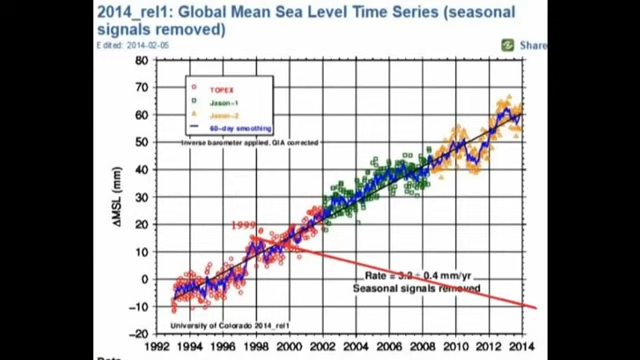 2014_rel1: Global Mean Sea Level Time Series (seasonal
signals removed)
Edited: 2014-02-05
Share
80
70
60
50
40
30
20
10
0
-10
-20
ΔMSL (mm)
TOPEX
Jason-1
Jason-2
60-day smoothing
Inverse barometer applied, GIA corrected
1999
Rate = 3.2 ± 0.4 mm/yr
Seasonal signals removed
University of Colorado 2014_rel1
1992 1994 1996 1998 2000 2002 2004 2006 2008 2010 2012 2014